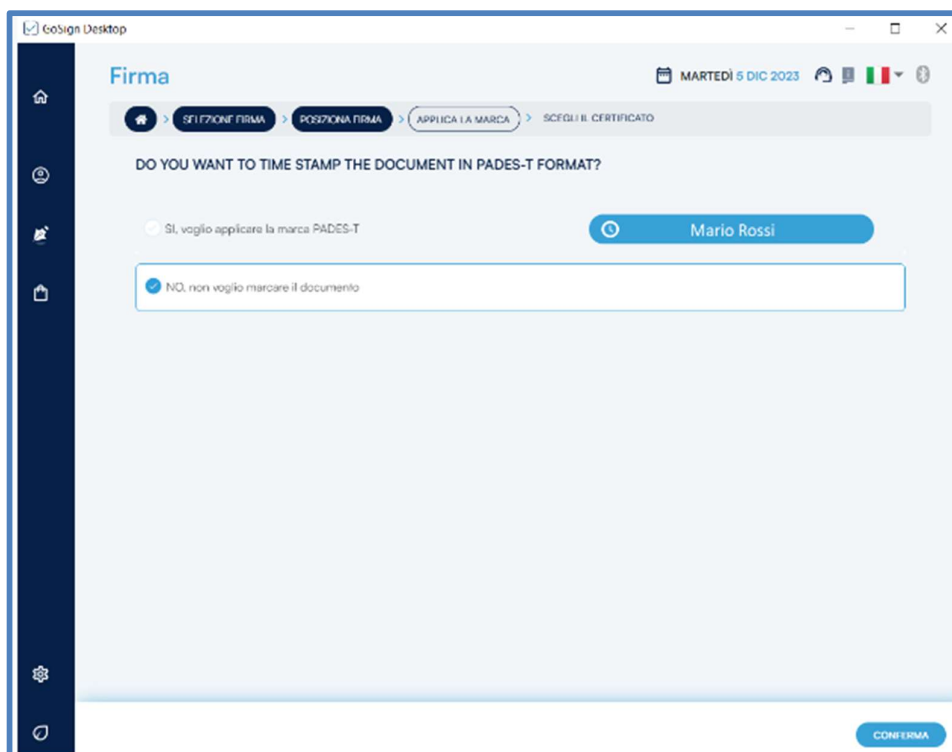 GoSign Desktop
Firma
MARTEDÌ 5 DIC 2023
SELEZIONE FIRMA > POSIZIONA FIRMA > APPLICA LA MARCA > SCEGLI IL CERTIFICATO
DO YOU WANT TO TIME STAMP THE DOCUMENT IN PADES-T FORMAT?
SI, voglio applicare la marca PADES-T
Mario Rossi
NO, non voglio marcare il documento
CONFERMA